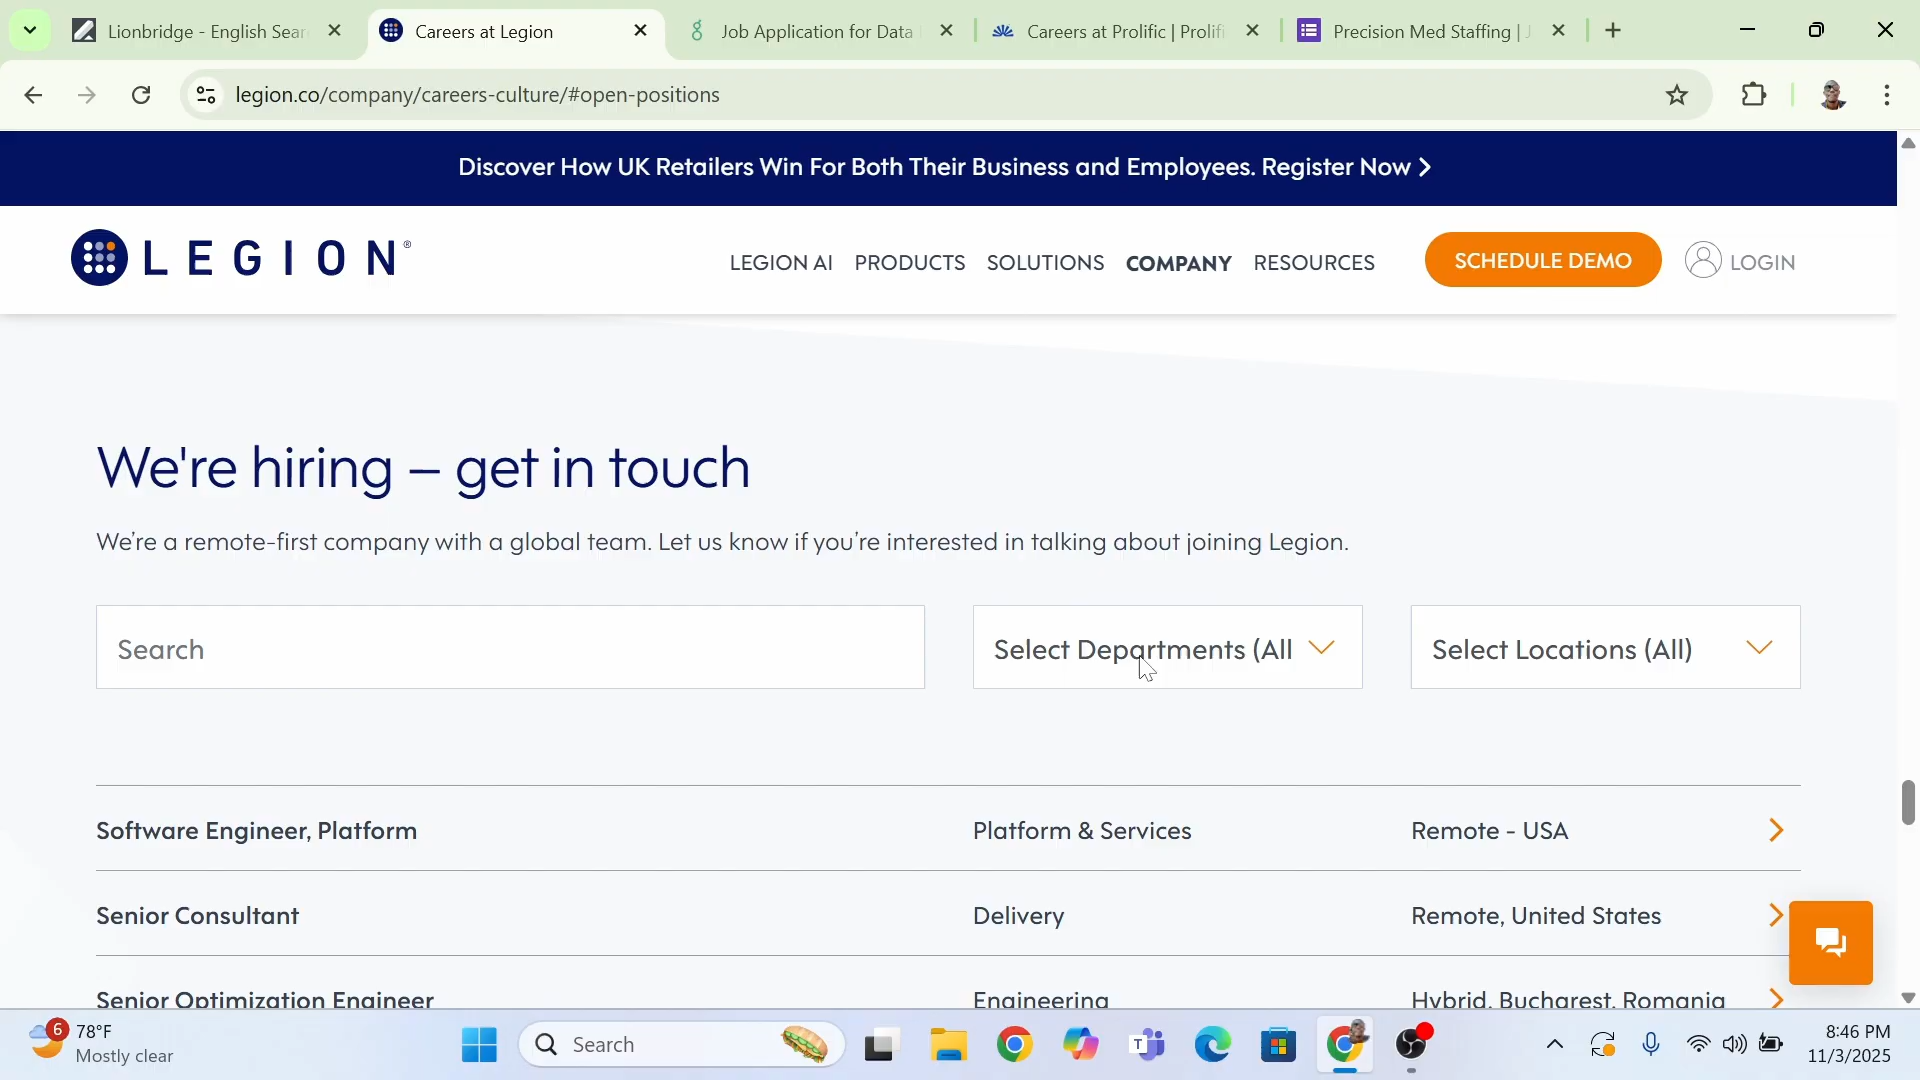 Lionbridge - English Sear
Careers at Legion
Job Application for Data
Careers at Prolific | Prolifi
Precision Med Staffing | J
legion.co/company/careers-culture/#open-positions
Discover How UK Retailers Win For Both Their Business and Employees. Register Now
LEGION®
LEGION AI
PRODUCTS
SOLUTIONS
COMPANY
RESOURCES
SCHEDULE DEMO
LOGIN
We're hiring – get in touch
We're a remote-first company with a global team. Let us know if you're interested in talking about joining Legion.
Search
Select Departments (All
Select Locations (All)
Software Engineer, Platform
Platform & Services
Remote - USA
Senior Consultant
Delivery
Remote, United States
Senior Optimization Engineer
Engineering
Hybrid, Bucharest, Romania
6
78°F
Mostly clear
Search
T
8:46 PM
11/3/2025